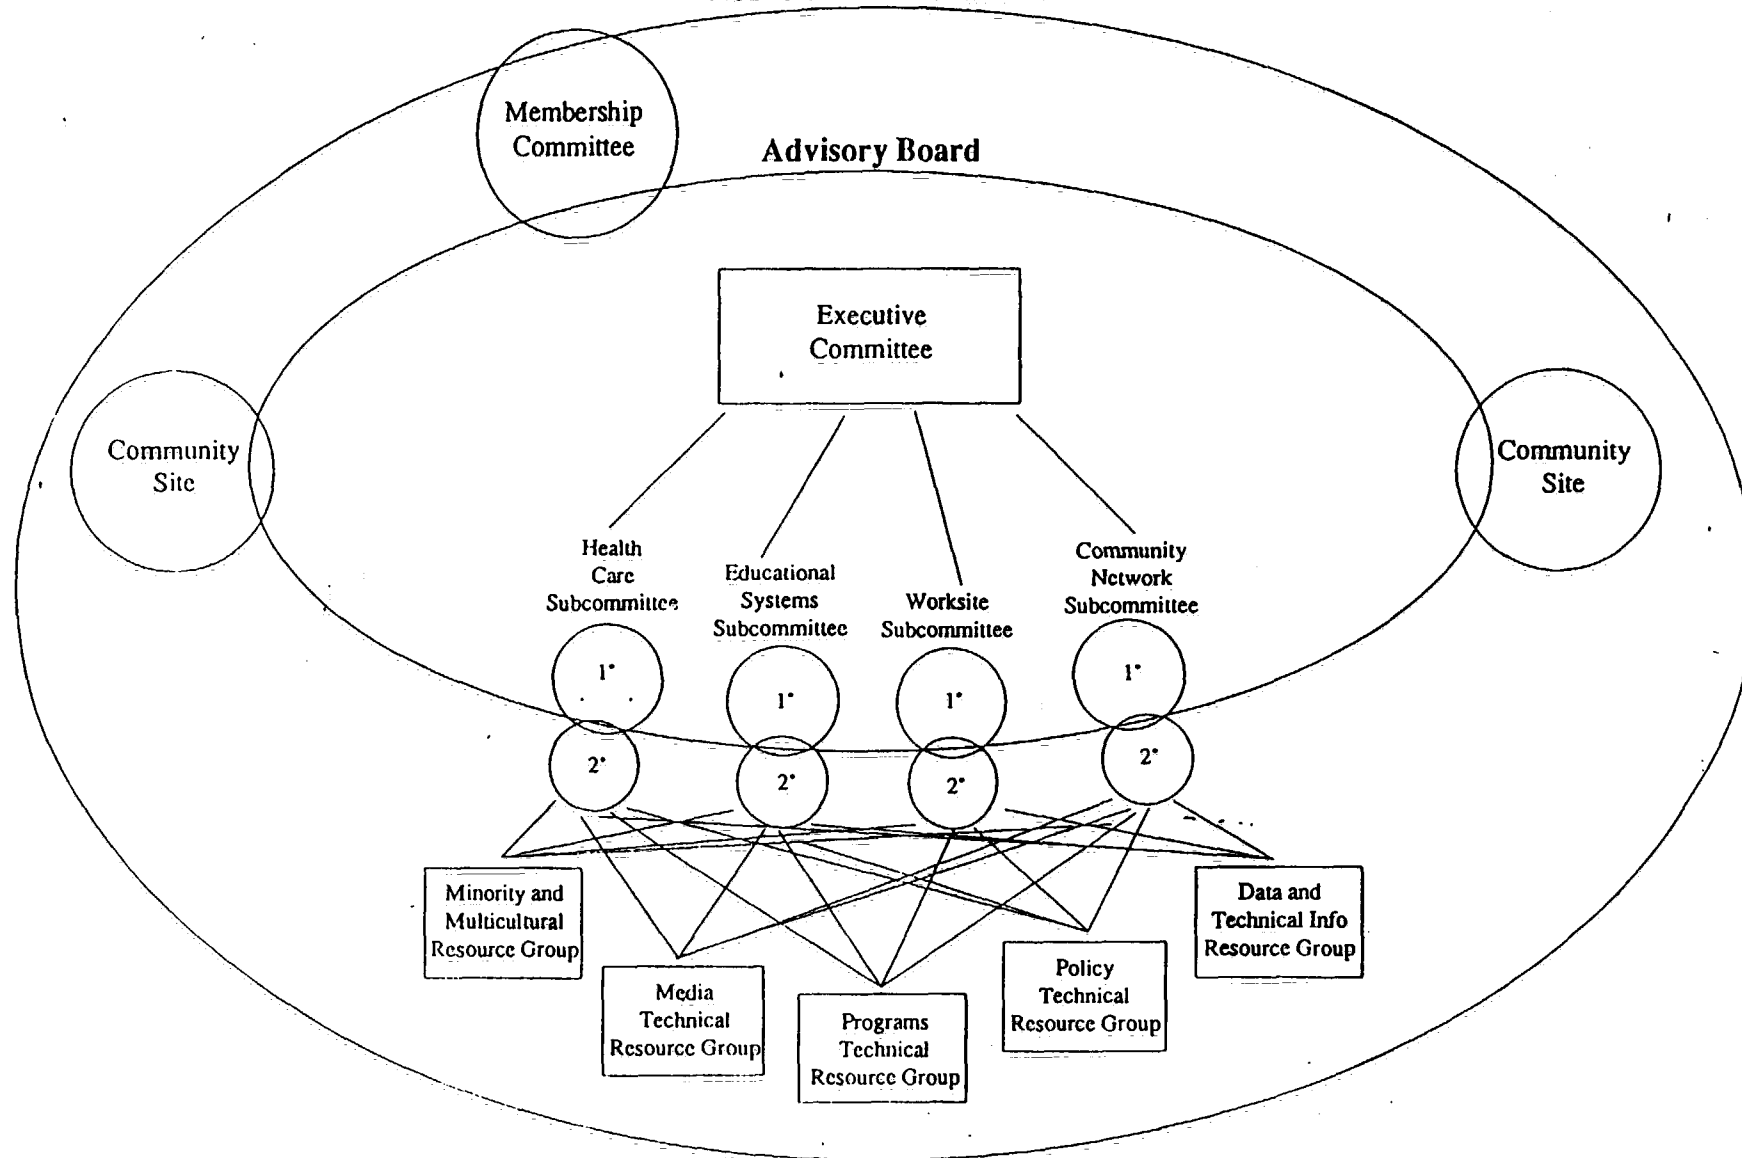 Membership
Committee
Advisory Board
Executive
Committee
Community
Site
Community
Site
Health
Care
Subcommittee
Educational
Systems
Subcommittee
Worksite
Subcommittee
Community
Network
Subcommittee
1°
1°
1°
1°
2°
2°
2°
2°
Minority and
Multicultural
Resource Group
Media
Technical
Resource Group
Programs
Technical
Resource Group
Policy
Technical
Resource Group
Data and
Technical Info
Resource Group